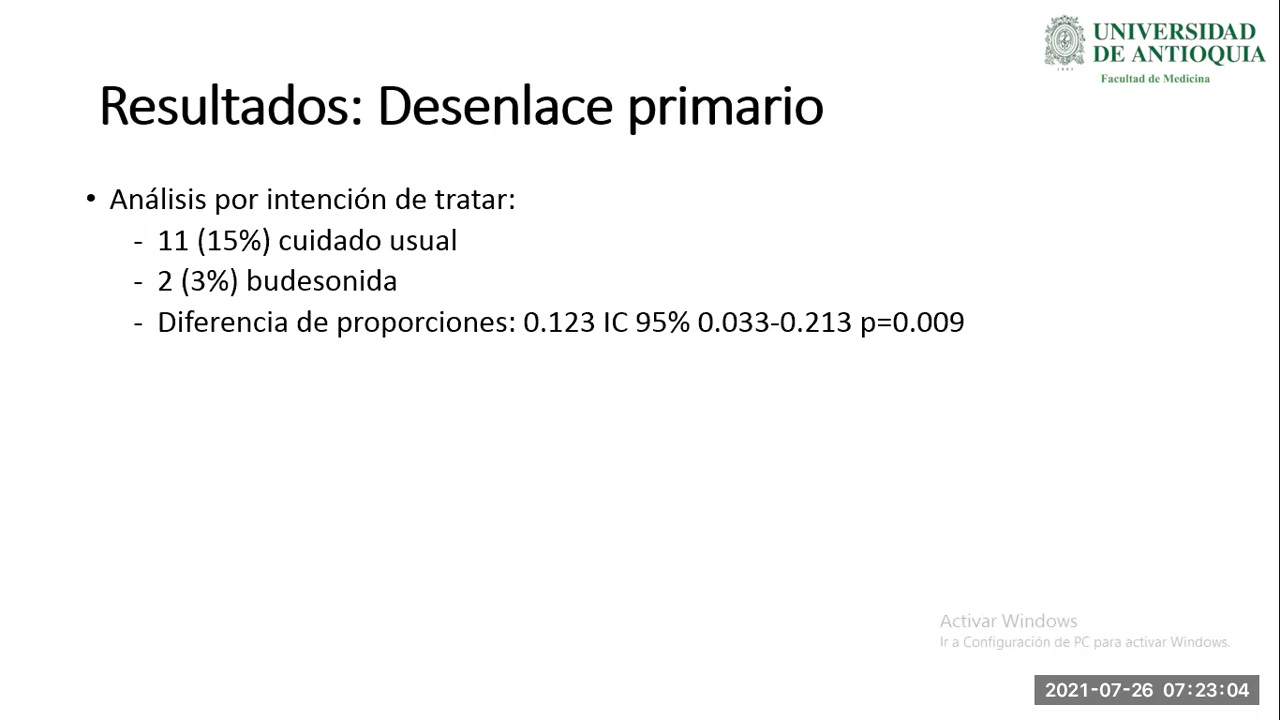 UNIVERSIDAD
DE ANTIOQUIA
Facultad de Medicina
Resultados: Desenlace primario
• Análisis por intención de tratar:
- 11 (15%) cuidado usual
- 2 (3%) budesonida
- Diferencia de proporciones: 0.123 IC 95% 0.033-0.213 p=0.009
Activar Windows
Ir a Configuración de PC para activar Windows.
2021-07-26 07:23:04